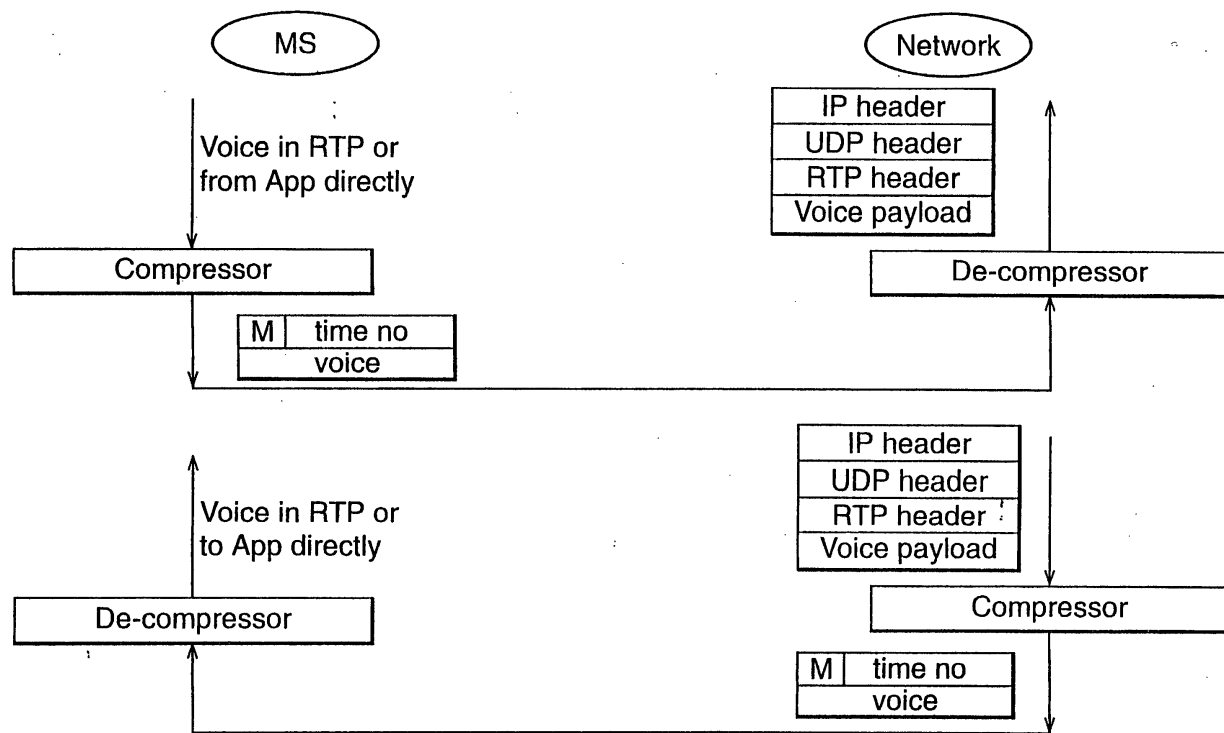 MS
Network
IP header
UDP header
RTP header
Voice payload
Voice in RTP or
from App directly
Compressor
De-compressor
M time no
voice
IP header
UDP header
RTP header
Voice payload
Voice in RTP or
to App directly
De-compressor
Compressor
M time no
voice